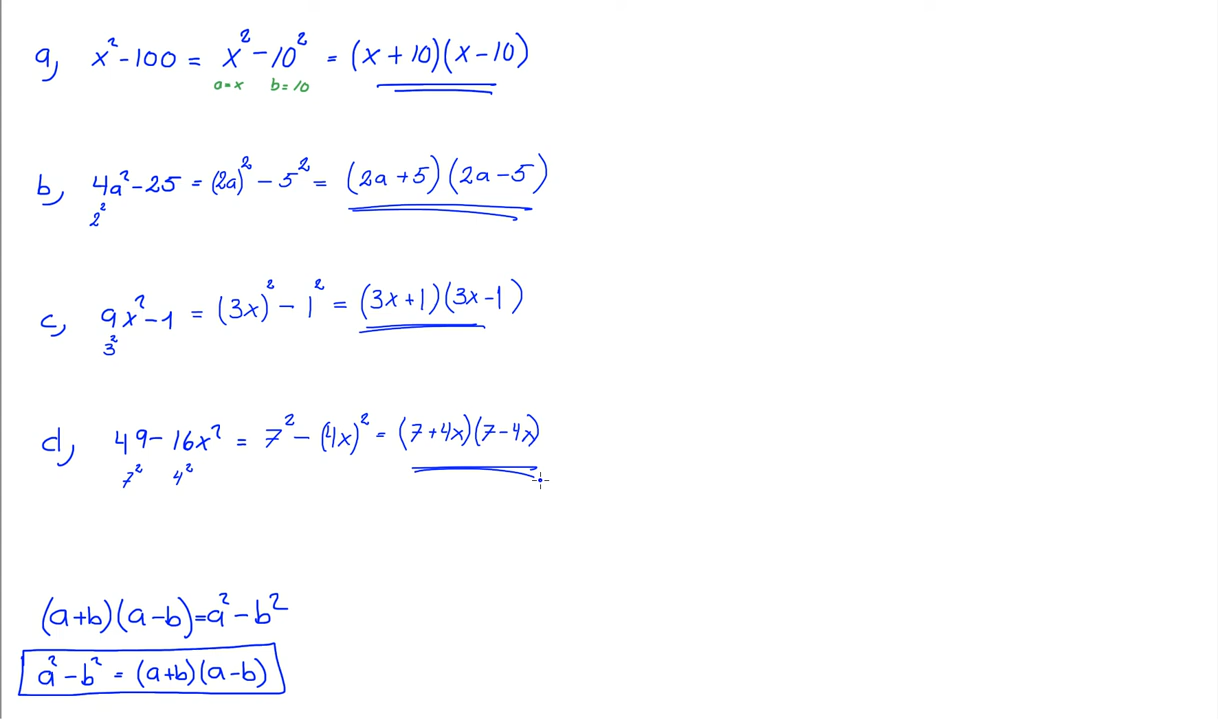 a) x² - 100 = x² - 10² = (x + 10)(x - 10)
a = x b = 10
b) 4a² - 25 = (2a)² - 5² = (2a + 5)(2a - 5)
2²
c) 9x² - 1 = (3x)² - 1² = (3x + 1)(3x - 1)
3²
d) 49 - 16x² = 7² - (4x)² = (7 + 4x)(7 - 4x)
7² 4²
(a+b)(a-b) = a² - b²
a² - b² = (a+b)(a-b)